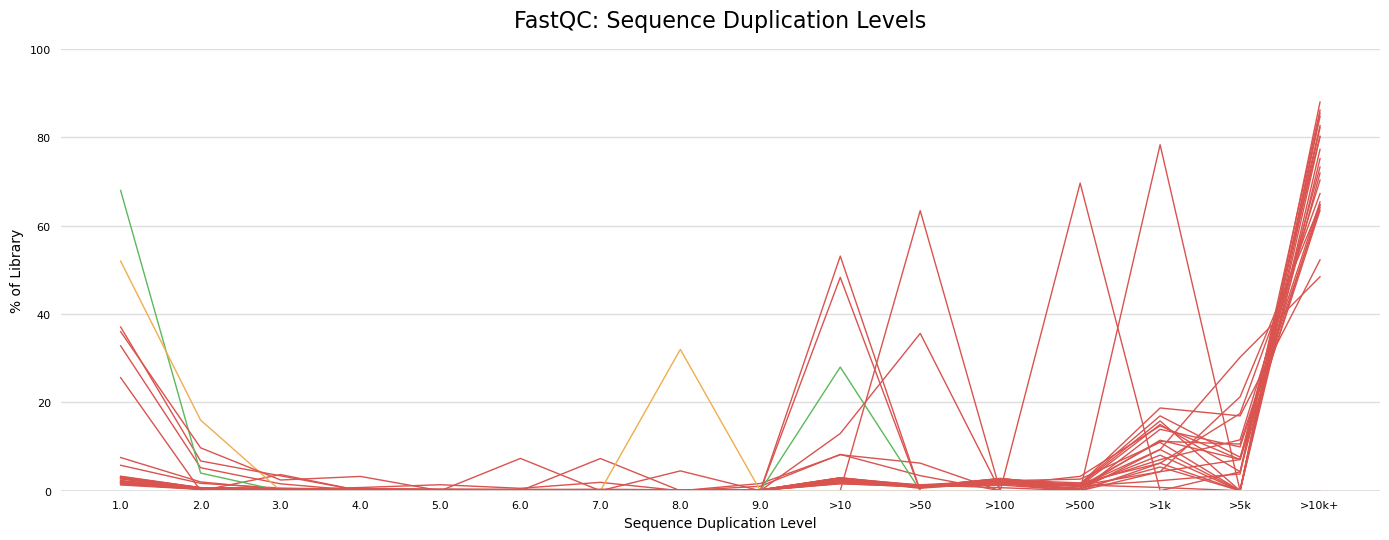 FastQC: Sequence Duplication Levels
100
80
60
40
20
0
% of Library
1.0 2.0 3.0 4.0 5.0 6.0 7.0 8.0 9.0 >10 >50 >100 >500 >1k >5k >10k+
Sequence Duplication Level